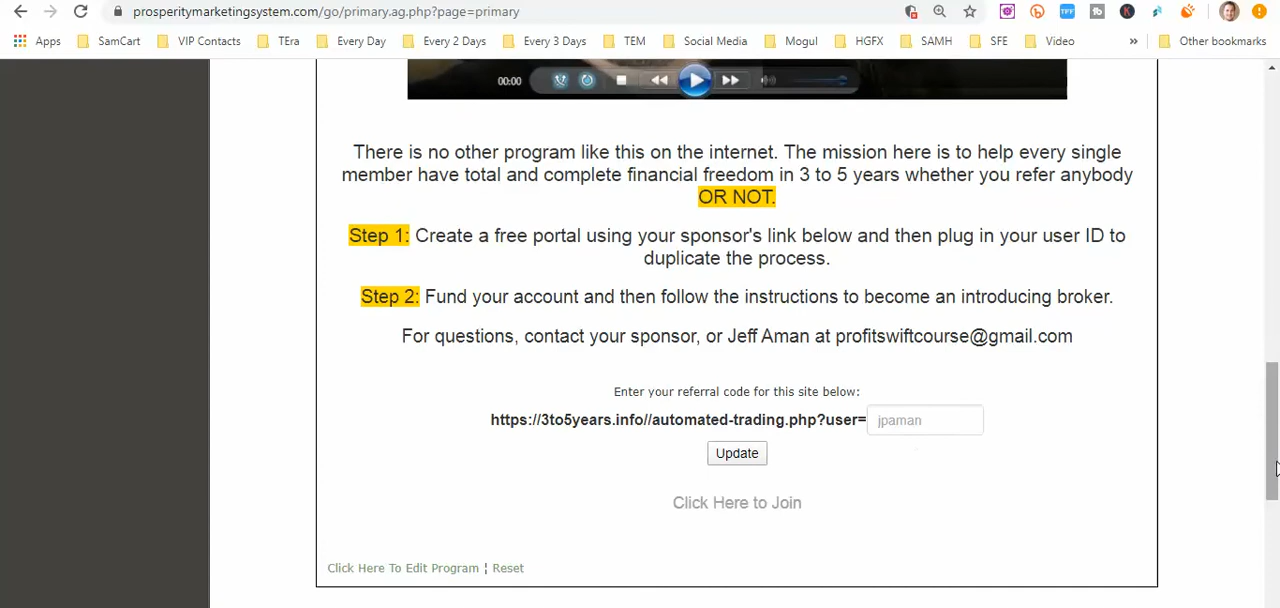 prosperitymarketingsystem.com/go/primary.ag.php?page=primary
Apps SamCart VIP Contacts TEra Every Day Every 2 Days Every 3 Days TEM Social Media Mogul HGFX SAMH SFE Video » Other bookmarks
00:00
There is no other program like this on the internet. The mission here is to help every single
member have total and complete financial freedom in 3 to 5 years whether you refer anybody
OR NOT.
Step 1: Create a free portal using your sponsor's link below and then plug in your user ID to
duplicate the process.
Step 2: Fund your account and then follow the instructions to become an introducing broker.
For questions, contact your sponsor, or Jeff Aman at profitswiftcourse@gmail.com
Enter your referral code for this site below:
https://3to5years.info//automated-trading.php?user= jpaman
Update
Click Here to Join
Click Here To Edit Program ¦ Reset